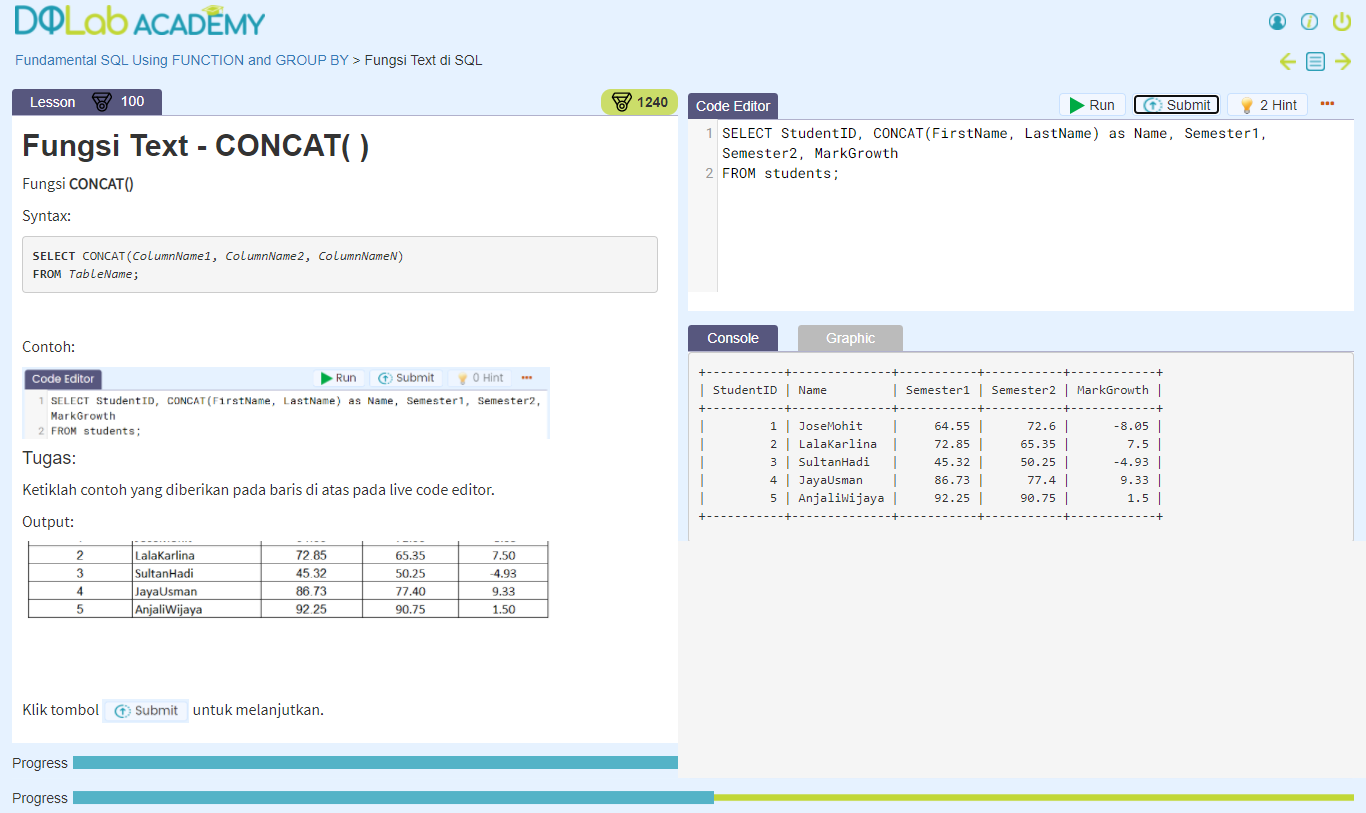 DQLab ACADEMY
Fundamental SQL Using FUNCTION and GROUP BY > Fungsi Text di SQL
Lesson 100
1240
Fungsi Text - CONCAT( )
Fungsi CONCAT()
Syntax:
SELECT CONCAT(ColumnName1, ColumnName2, ColumnNameN)
FROM TableName;
Contoh:
Code Editor Run Submit 0 Hint
1 SELECT StudentID, CONCAT(FirstName, LastName) as Name, Semester1, Semester2,
MarkGrowth
2 FROM students;
Tugas:
Ketiklah contoh yang diberikan pada baris di atas pada live code editor.
Output:
2 LalaKarlina 72.85 65.35 7.50
3 SultanHadi 45.32 50.25 -4.93
4 JayaUsman 86.73 77.40 9.33
5 AnjaliWijaya 92.25 90.75 1.50
Klik tombol Submit untuk melanjutkan.
Progress
Progress
Code Editor Run Submit 2 Hint
1 SELECT StudentID, CONCAT(FirstName, LastName) as Name, Semester1,
Semester2, MarkGrowth
2 FROM students;
Console Graphic
+-----------+--------------+-----------+-----------+------------+
| StudentID | Name | Semester1 | Semester2 | MarkGrowth |
+-----------+--------------+-----------+-----------+------------+
| 1 | JoseMohit | 64.55 | 72.6 | -8.05 |
| 2 | LalaKarlina | 72.85 | 65.35 | 7.5 |
| 3 | SultanHadi | 45.32 | 50.25 | -4.93 |
| 4 | JayaUsman | 86.73 | 77.4 | 9.33 |
| 5 | AnjaliWijaya | 92.25 | 90.75 | 1.5 |
+-----------+--------------+-----------+-----------+------------+